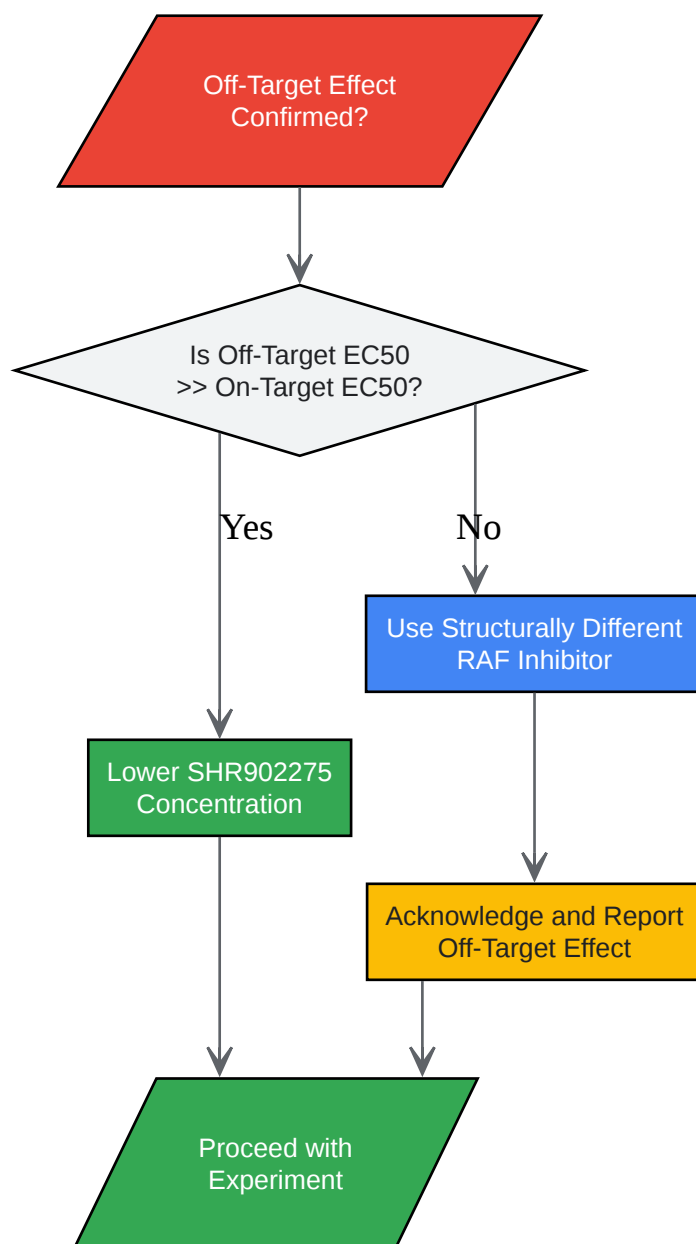 Off-Target Effect
Confirmed?
Is Off-Target EC50
>> On-Target EC50?
Yes
No
Use Structurally Different
RAF Inhibitor
Lower SHR902275
Concentration
Acknowledge and Report
Off-Target Effect
Proceed with
Experiment